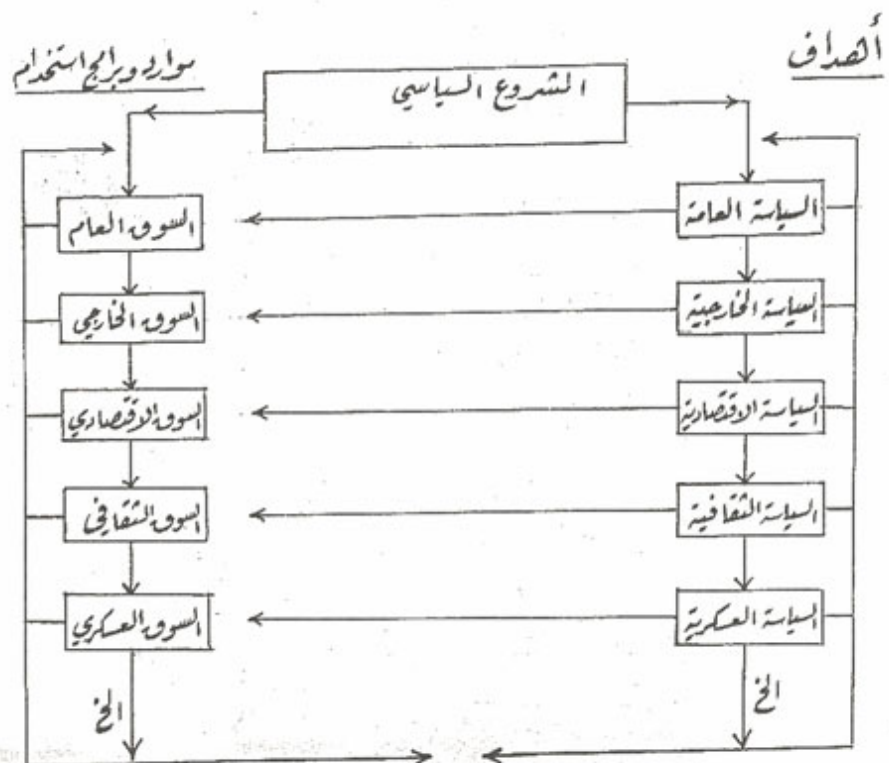 أهداف
موارد وبرامج استخدام
المشروع السياسي
السياسة العامة
السوق العام
السياسة الخارجية
السوق الخارجي
السياسة الاقتصادية
السوق الاقتصادي
السياسة الثقافية
السوق الثقافي
السياسة العسكرية
السوق العسكري
الخ
الخ